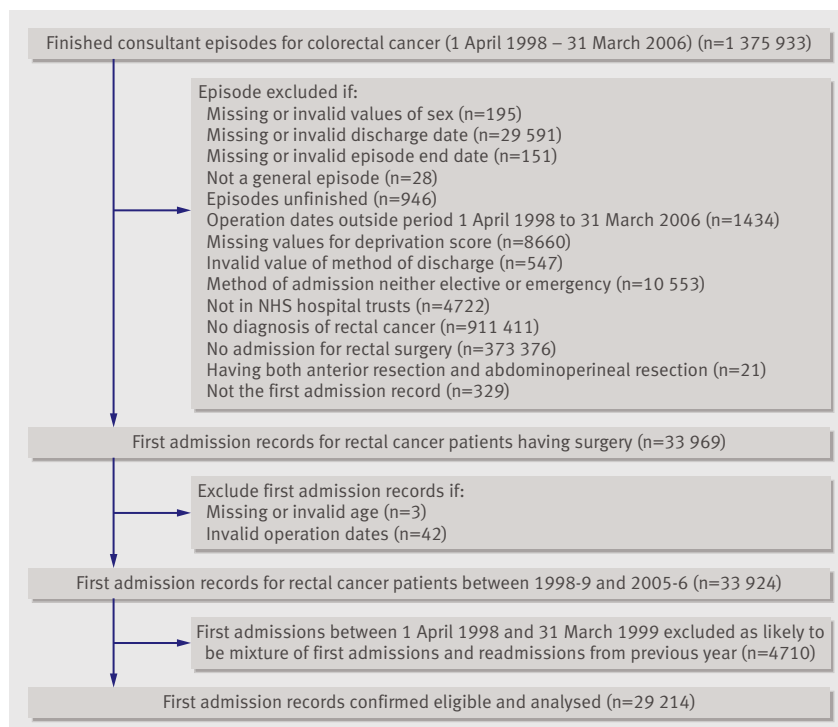 Finished consultant episodes for colorectal cancer (1 April 1998 – 31 March 2006) (n=1 375 933)
Episode excluded if:
Missing or invalid values of sex (n=195)
Missing or invalid discharge date (n=29 591)
Missing or invalid episode end date (n=151)
Not a general episode (n=28)
Episodes unfinished (n=946)
Operation dates outside period 1 April 1998 to 31 March 2006 (n=1434)
Missing values for deprivation score (n=8660)
Invalid value of method of discharge (n=547)
Method of admission neither elective or emergency (n=10 553)
Not in NHS hospital trusts (n=4722)
No diagnosis of rectal cancer (n=911 411)
No admission for rectal surgery (n=373 376)
Having both anterior resection and abdominoperineal resection (n=21)
Not the first admission record (n=329)
First admission records for rectal cancer patients having surgery (n=33 969)
Exclude first admission records if:
Missing or invalid age (n=3)
Invalid operation dates (n=42)
First admission records for rectal cancer patients between 1998-9 and 2005-6 (n=33 924)
First admissions between 1 April 1998 and 31 March 1999 excluded as likely to
be mixture of first admissions and readmissions from previous year (n=4710)
First admission records confirmed eligible and analysed (n=29 214)